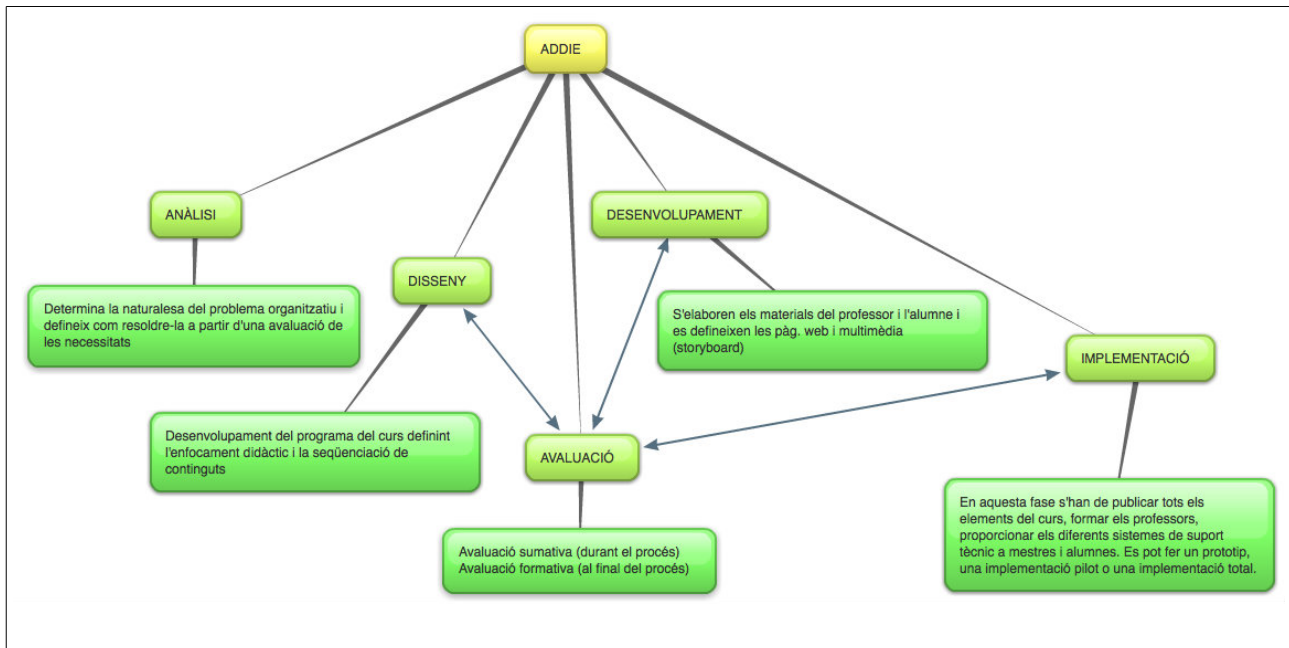 ADDIE
ANÀLISI
Determina la naturalesa del problema organitzatiu i
defineix com resoldre-la a partir d'una avaluació de
les necessitats
DISSENY
Desenvolupament del programa del curs definint
l'enfocament didàctic i la seqüenciació de
continguts
AVALUACIÓ
Avaluació sumativa (durant el procés)
Avaluació formativa (al final del procés)
DESENVOLUPAMENT
S'elaboren els materials del professor i l'alumne i
es defineixen les pàg. web i multimèdia
(storyboard)
IMPLEMENTACIÓ
En aquesta fase s'han de publicar tots els
elements del curs, formar els professors,
proporcionar els diferents sistemes de suport
tècnic a mestres i alumnes. Es pot fer un prototip,
una implementació pilot o una implementació total.